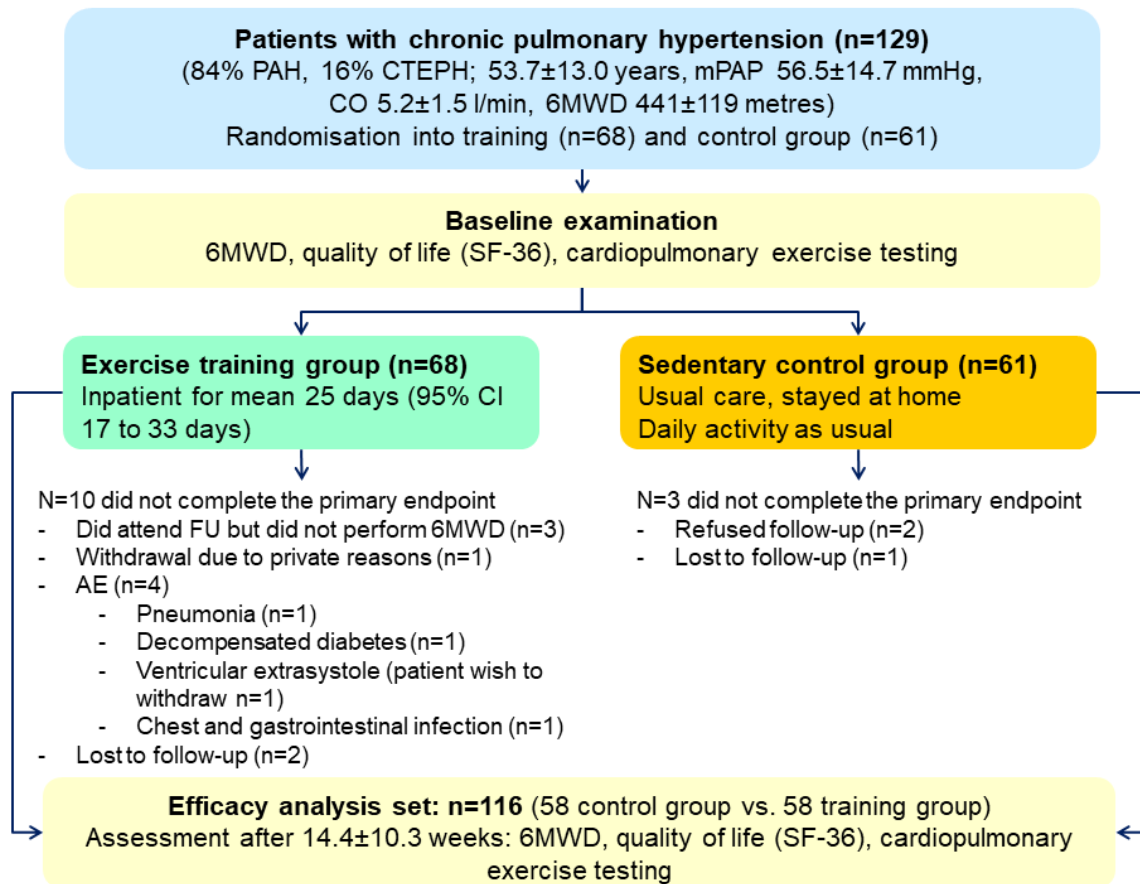 Patients with chronic pulmonary hypertension (n=129)
(84% PAH, 16% CTEPH; 53.7±13.0 years, mPAP 56.5±14.7 mmHg,
CO 5.2±1.5 l/min, 6MWD 441±119 metres)
Randomisation into training (n=68) and control group (n=61)
Baseline examination
6MWD, quality of life (SF-36), cardiopulmonary exercise testing
Exercise training group (n=68)
Inpatient for mean 25 days (95% CI
17 to 33 days)
Sedentary control group (n=61)
Usual care, stayed at home
Daily activity as usual
N=10 did not complete the primary endpoint
- Did attend FU but did not perform 6MWD (n=3)
- Withdrawal due to private reasons (n=1)
- AE (n=4)
- Pneumonia (n=1)
- Decompensated diabetes (n=1)
- Ventricular extrasystole (patient wish to
withdraw n=1)
- Chest and gastrointestinal infection (n=1)
- Lost to follow-up (n=2)
N=3 did not complete the primary endpoint
- Refused follow-up (n=2)
- Lost to follow-up (n=1)
Efficacy analysis set: n=116 (58 control group vs. 58 training group)
Assessment after 14.4±10.3 weeks: 6MWD, quality of life (SF-36), cardiopulmonary
exercise testing